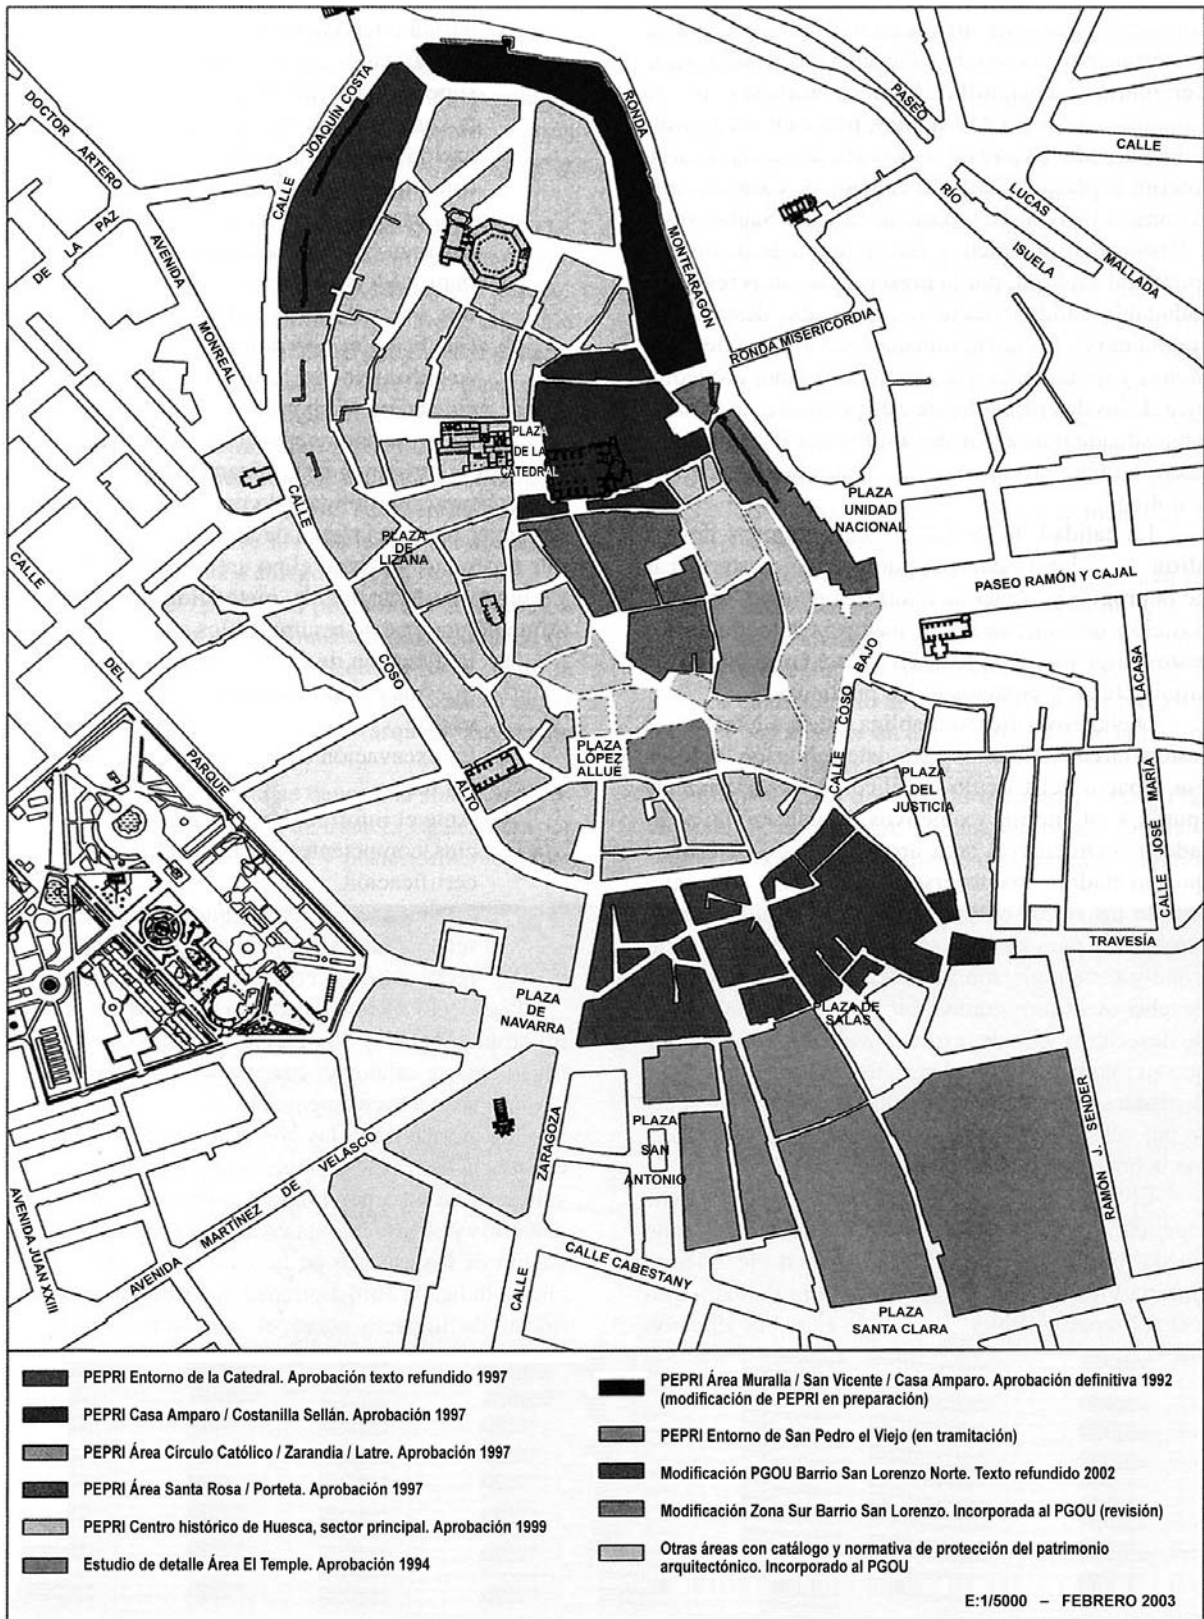 DOCTOR
ARTERO
DE LA PAZ
AVENIDA
MONREAL
CALLE
JOAQUÍN COSTA
RONDA
MONTEARAGÓN
PASEO
RÍO
ISUELA
CALLE
LUCAS
MALLADA
RONDA MISERICORDIA
PLAZA
DE LA
CATEDRAL
PLAZA
UNIDAD
NACIONAL
PASEO RAMÓN Y CAJAL
CALLE
PLAZA
DE
LIZANA
CALLE
DEL
PARQUE
COSO
ALTO
PLAZA
LÓPEZ
ALLUE
CALLE
COSO
BAJO
PLAZA
DEL
JUSTICIA
CALLE JOSÉ MARÍA
LACASA
TRAVESÍA
PLAZA
DE
NAVARRA
PLAZA DE
SALAS
PLAZA
SAN
ANTONIO
ZARAGOZA
CALLE
RAMÓN J. SENDER
AVENIDA JUAN XXIII
AVENIDA MARTÍNEZ DE VELASCO
CALLE CABESTANY
PLAZA
SANTA CLARA
PEPRI Entorno de la Catedral. Aprobación texto refundido 1997
PEPRI Casa Amparo / Costanilla Sellán. Aprobación 1997
PEPRI Área Círculo Católico / Zarandia / Latre. Aprobación 1997
PEPRI Área Santa Rosa / Porteta. Aprobación 1997
PEPRI Centro histórico de Huesca, sector principal. Aprobación 1999
Estudio de detalle Área El Temple. Aprobación 1994
PEPRI Área Muralla / San Vicente / Casa Amparo. Aprobación definitiva 1992
(modificación de PEPRI en preparación)
PEPRI Entorno de San Pedro el Viejo (en tramitación)
Modificación PGOU Barrio San Lorenzo Norte. Texto refundido 2002
Modificación Zona Sur Barrio San Lorenzo. Incorporada al PGOU (revisión)
Otras áreas con catálogo y normativa de protección del patrimonio
arquitectónico. Incorporado al PGOU
E:1/5000 – FEBRERO 2003